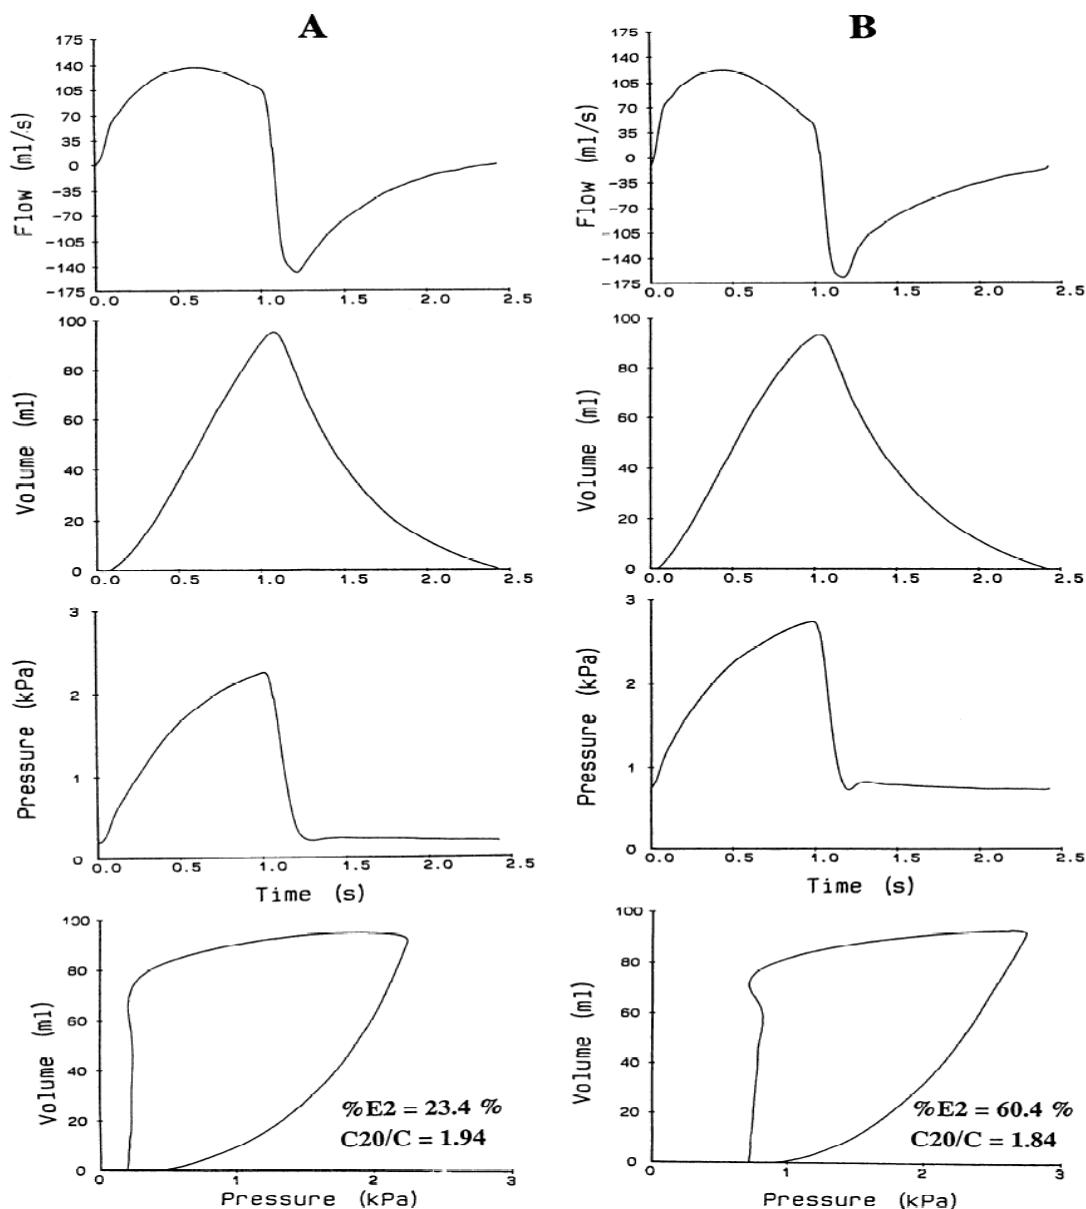 A
Flow (ml/s)
175
140
105
70
35
0
-35
-70
-105
-140
-175
0.0 0.5 1.0 1.5 2.0 2.5
Volume (ml)
100
80
60
40
20
0
0.0 0.5 1.0 1.5 2.0 2.5
Pressure (kPa)
3
2
1
0
0.0 0.5 1.0 1.5 2.0 2.5
Time (s)
Volume (ml)
100
80
60
40
20
0
%E2 = 23.4 %
C20/C = 1.94
0 1 2 3
Pressure (kPa)
B
Flow (ml/s)
175
140
105
70
35
0
-35
-70
-105
-140
-175
0.0 0.5 1.0 1.5 2.0 2.5
Volume (ml)
100
80
60
40
20
0
0.0 0.5 1.0 1.5 2.0 2.5
Pressure (kPa)
3
2
1
0
0.0 0.5 1.0 1.5 2.0 2.5
Time (s)
Volume (ml)
100
80
60
40
20
0
%E2 = 60.4 %
C20/C = 1.84
0 1 2 3
Pressure (kPa)